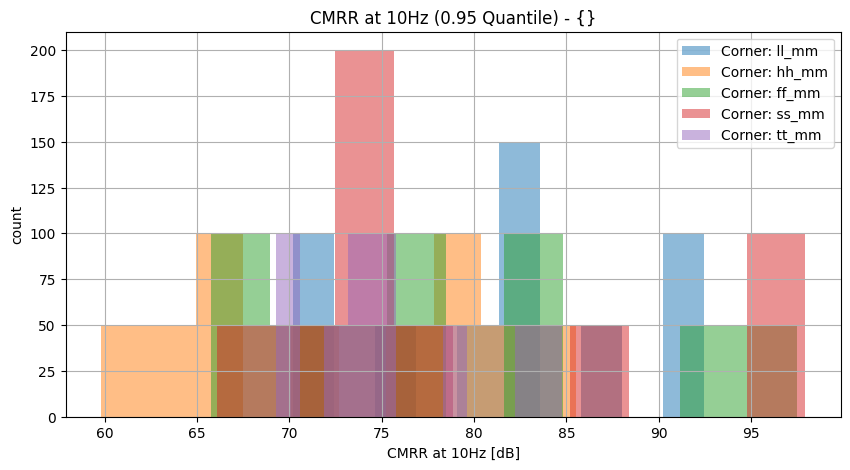 CMRR at 10Hz (0.95 Quantile) - {}
Corner: ll_mm
Corner: hh_mm
Corner: ff_mm
Corner: ss_mm
Corner: tt_mm
200
175
150
125
100
75
50
25
0
count
60 65 70 75 80 85 90 95
CMRR at 10Hz [dB]